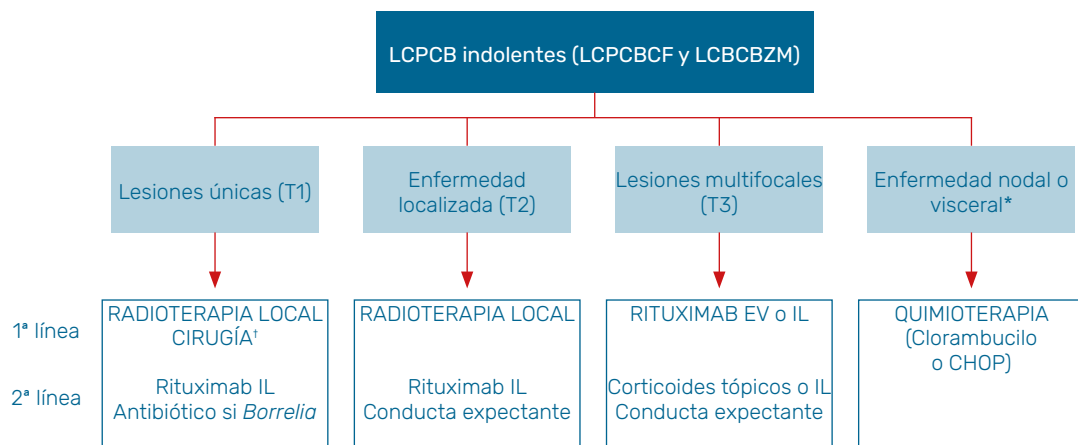 LCPCB indolentes (LCPCBCF y LCBCBZM)
Lesiones únicas (T1)
Enfermedad
localizada (T2)
Lesiones multifocales
(T3)
Enfermedad nodal o
visceral*
1ª línea
RADIOTERAPIA LOCAL
CIRUGÍA†
RADIOTERAPIA LOCAL
RITUXIMAB EV o IL
QUIMIOTERAPIA
(Clorambucilo
o CHOP)
2ª línea
Rituximab IL
Antibiótico si Borrelia
Rituximab IL
Conducta expectante
Corticoides tópicos o IL
Conducta expectante